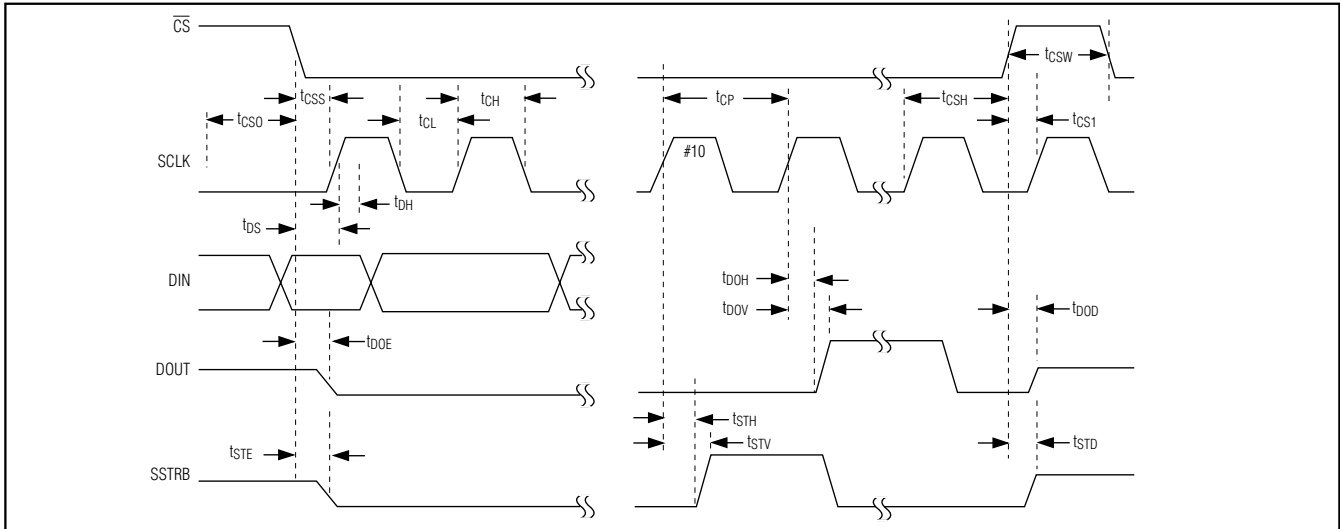 CS
tCSW
tCSS
tCH
tCP
tCSH
tCSO
tCL
tCS1
SCLK
#10
tDH
tDS
DIN
tDOH
tDOV
tDOD
tDOE
DOUT
tSTH
tSTV
tSTE
tSTD
SSTRB